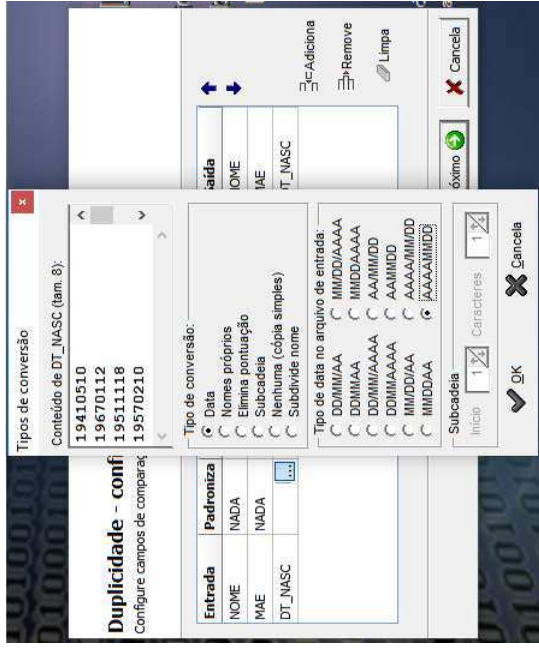 Tipos de conversão
Conteúdo de DT_NASC (tam. 8):
19410510
19670112
19511118
19570210
Tipo de conversão:
Data
Nomes próprios
Elimina pontuação
Subcadeia
Nenhuma (cópia simples)
Subdivide nome
Tipo de data no arquivo de entrada:
DD/MM/AA MM/DD/AAAA
DDMMAA MMDDAAAA
DD/MM/AAAA AA/MM/DD
DDMMAAAA AAMMDD
MM/DD/AA AAAA/MM/DD
MMDDAA AAAAMMDD
Subcadeia
Início 1 Caracteres 1
OK Cancela
Duplicidade - confi
Configure campos de comparaç
Entrada Padroniza Saída
NOME NADA NOME
MAE NADA MAE
DT_NASC ... DT_NASC
Adiciona
Remove
Limpa
óximo Cancela